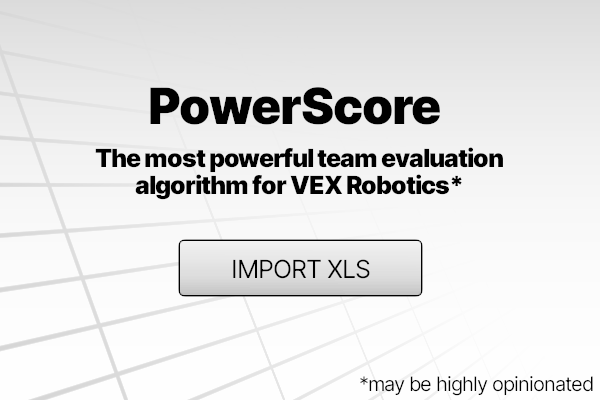 PowerScore
The most powerful team evaluation
algorithm for VEX Robotics*
IMPORT XLS
*may be highly opinionated